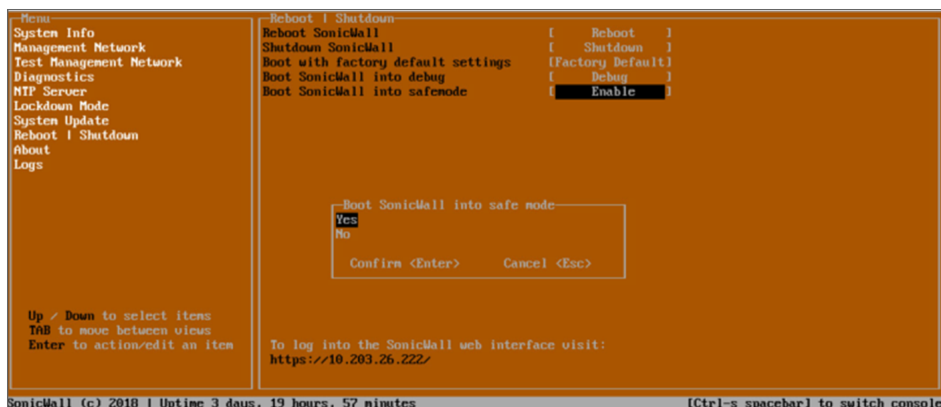 Menu
System Info
Management Network
Test Management Network
Diagnostics
NTP Server
Lockdown Mode
System Update
Reboot | Shutdown
About
Logs
Up / Down to select items
TAB to move between views
Enter to action/edit an item
Reboot | Shutdown
Reboot SonicWall [ Reboot ]
Shutdown SonicWall [ Shutdown ]
Boot with factory default settings [Factory Default]
Boot SonicWall into debug [ Debug ]
Boot SonicWall into safemode [ Enable ]
Boot SonicWall into safe mode
Yes
No
Confirm <Enter> Cancel <Esc>
To log into the SonicWall web interface visit:
https://10.203.26.222/
SonicWall (c) 2018 | Uptime 3 days, 19 hours, 57 minutes [Ctrl-s spacebar] to switch console